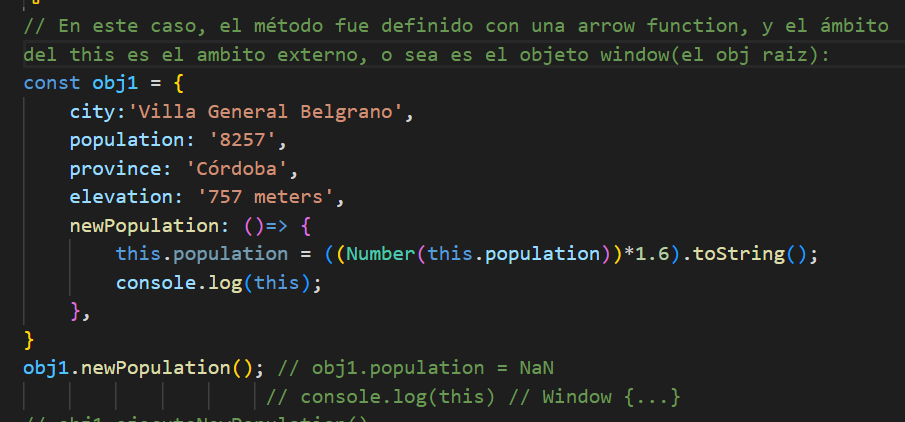 // En este caso, el método fue definido con una arrow function, y el ámbito
del this es el ambito externo, o sea es el objeto window(el obj raiz):
const obj1 = {
city:'Villa General Belgrano',
population: '8257',
province: 'Córdoba',
elevation: '757 meters',
newPopulation: ()=> {
this.population = ((Number(this.population))*1.6).toString();
console.log(this);
},
}
obj1.newPopulation(); // obj1.population = NaN
// console.log(this) // Window {...}